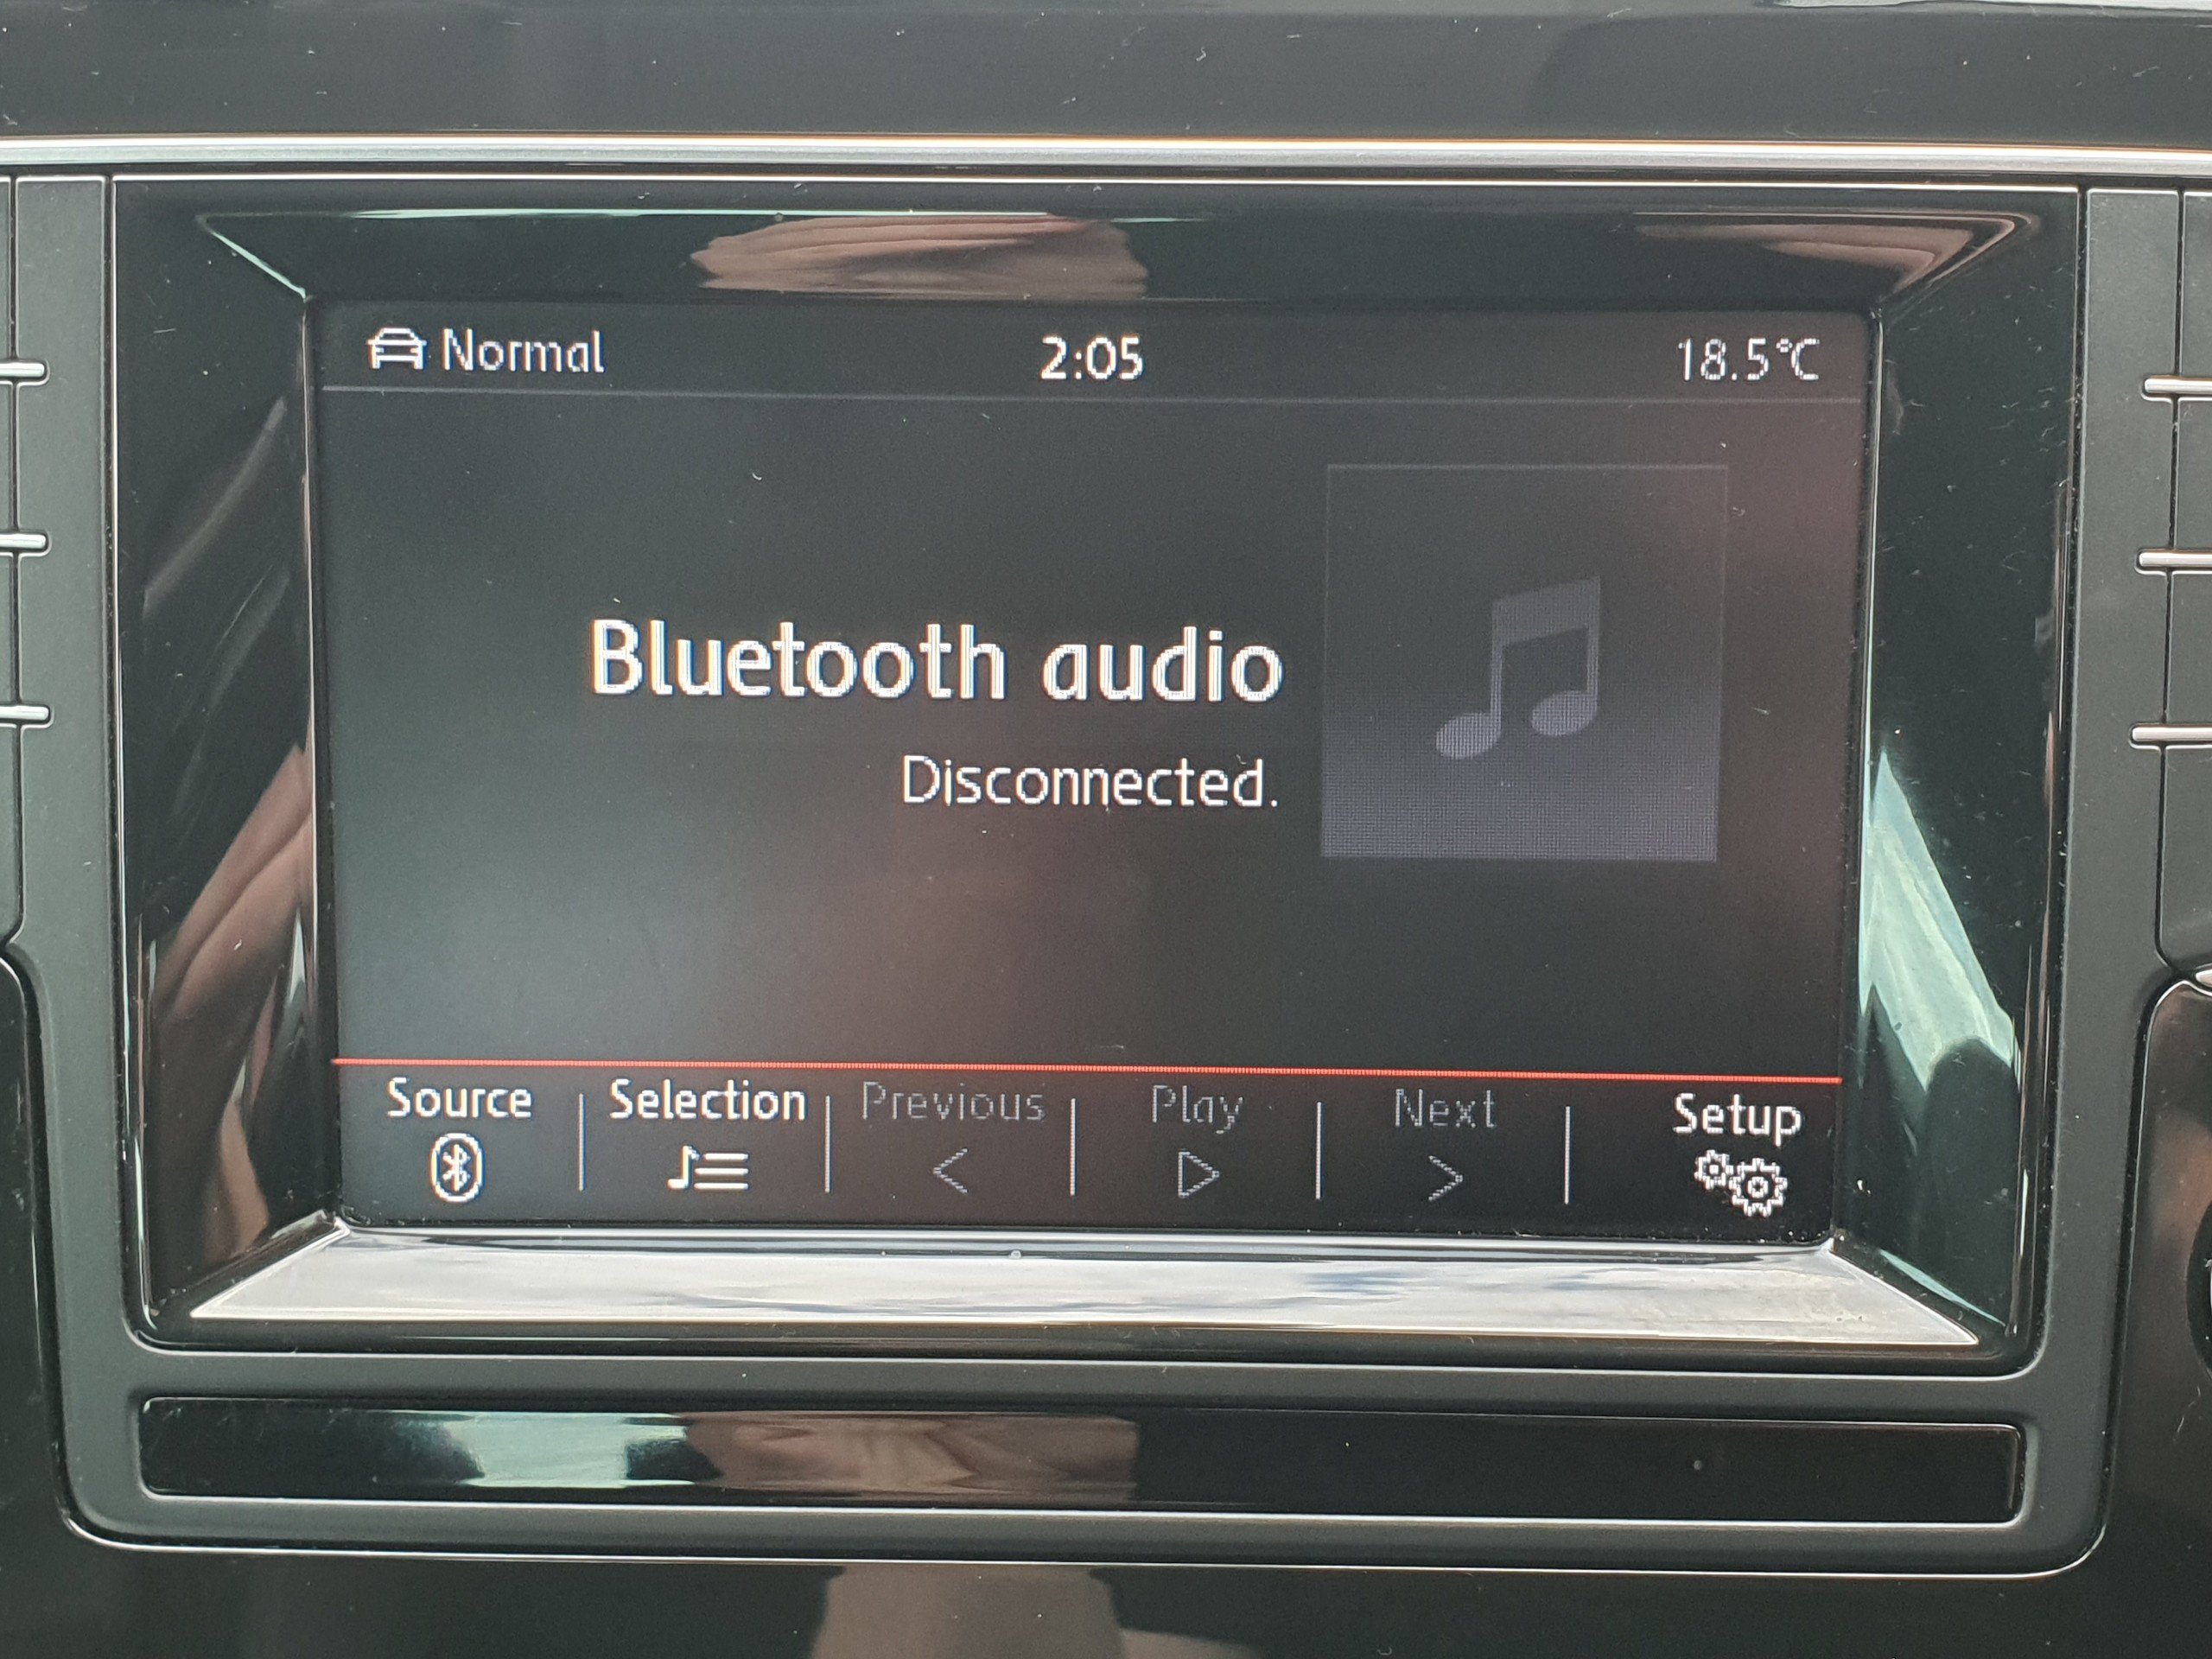 Normal 2:05 18.5°C
Bluetooth audio
Disconnected.
Source Selection Previous Play Next Setup